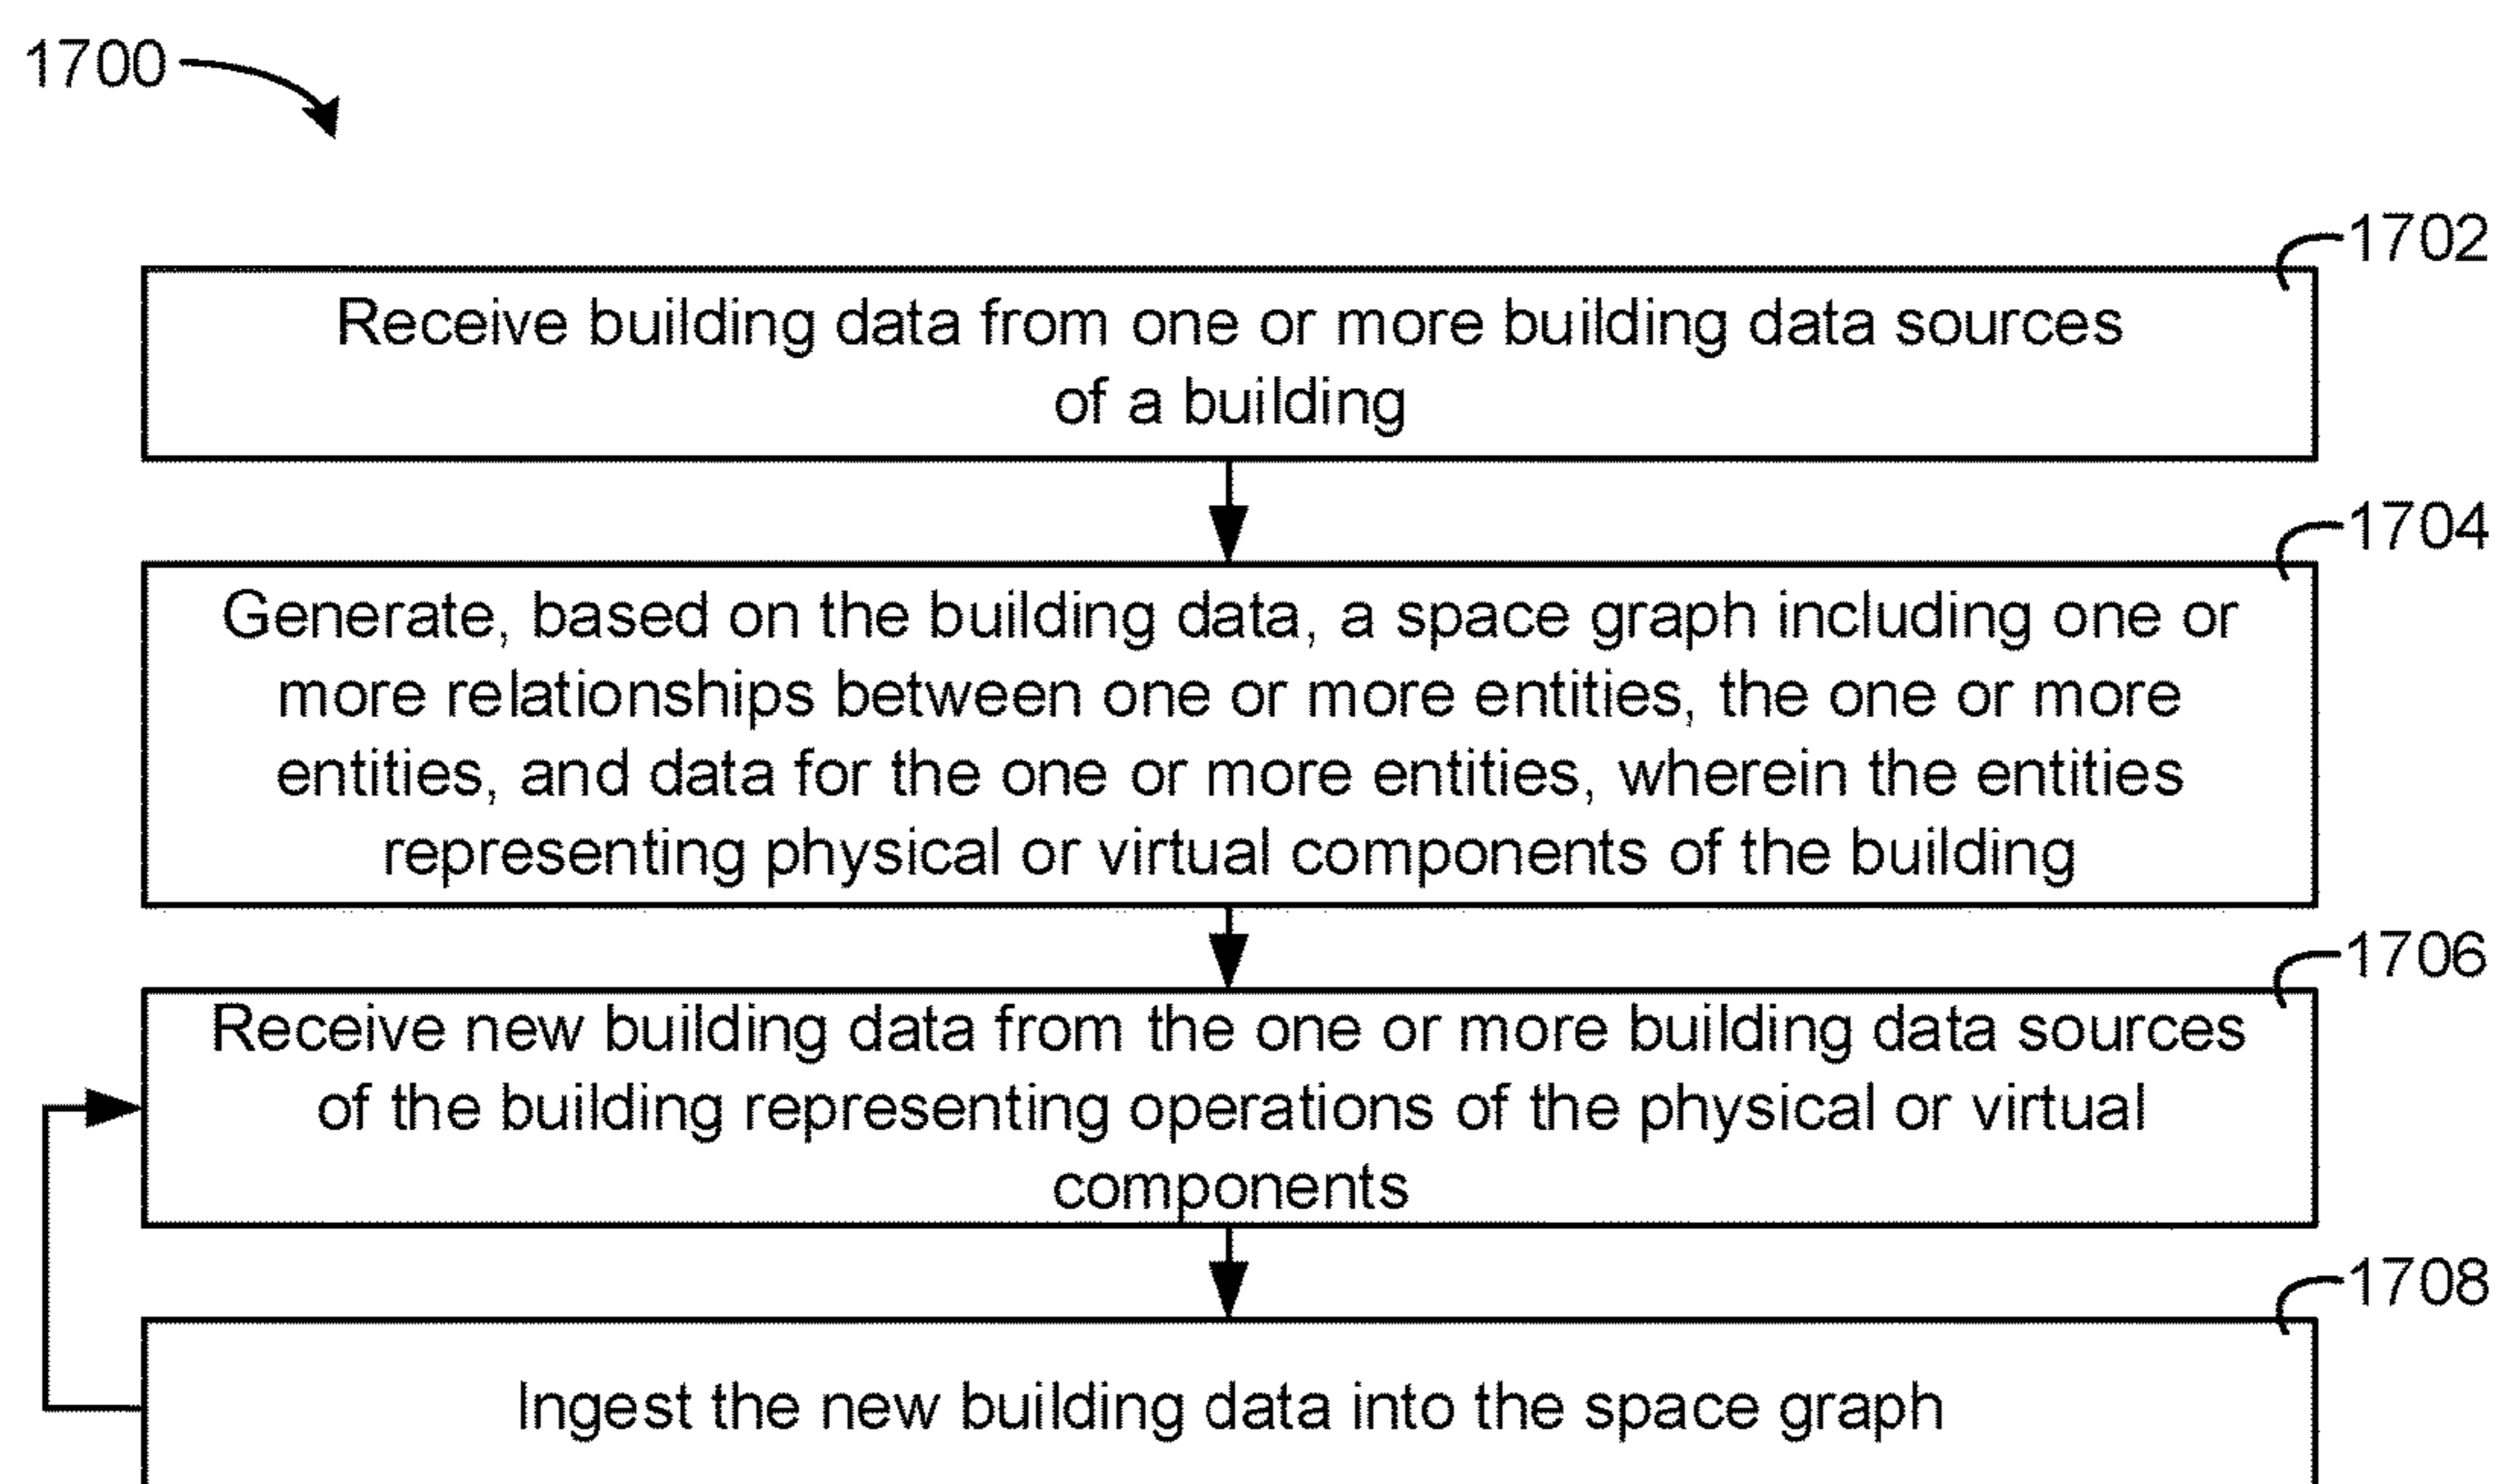 1700
1702
Receive building data from one or more building data sources
of a building
1704
Generate, based on the building data, a space graph including one or
more relationships between one or more entities, the one or more
entities, and data for the one or more entities, wherein the entities
representing physical or virtual components of the building
1706
Receive new building data from the one or more building data sources
of the building representing operations of the physical or virtual
components
1708
Ingest the new building data into the space graph